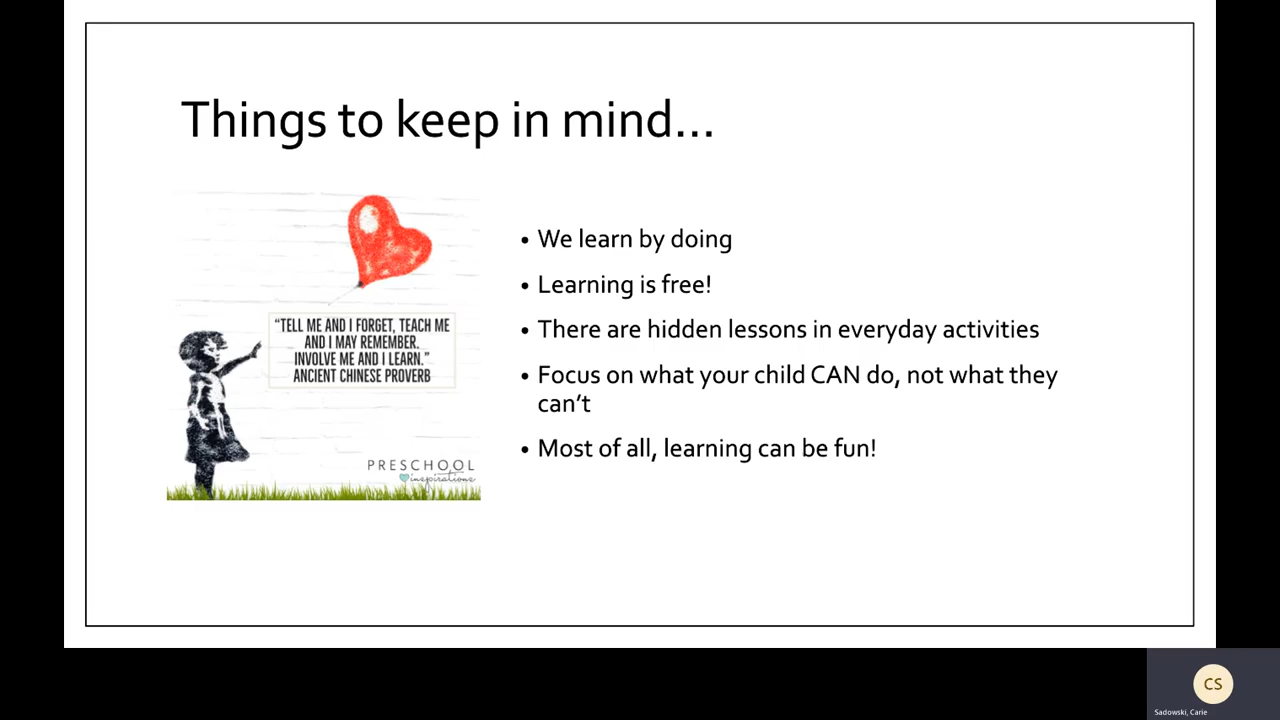 Things to keep in mind...
"TELL ME AND I FORGET, TEACH ME
AND I MAY REMEMBER.
INVOLVE ME AND I LEARN."
ANCIENT CHINESE PROVERB
PRESCHOOL
inspirations
• We learn by doing
• Learning is free!
• There are hidden lessons in everyday activities
• Focus on what your child CAN do, not what they
can't
• Most of all, learning can be fun!
CS
Sadowski, Carie